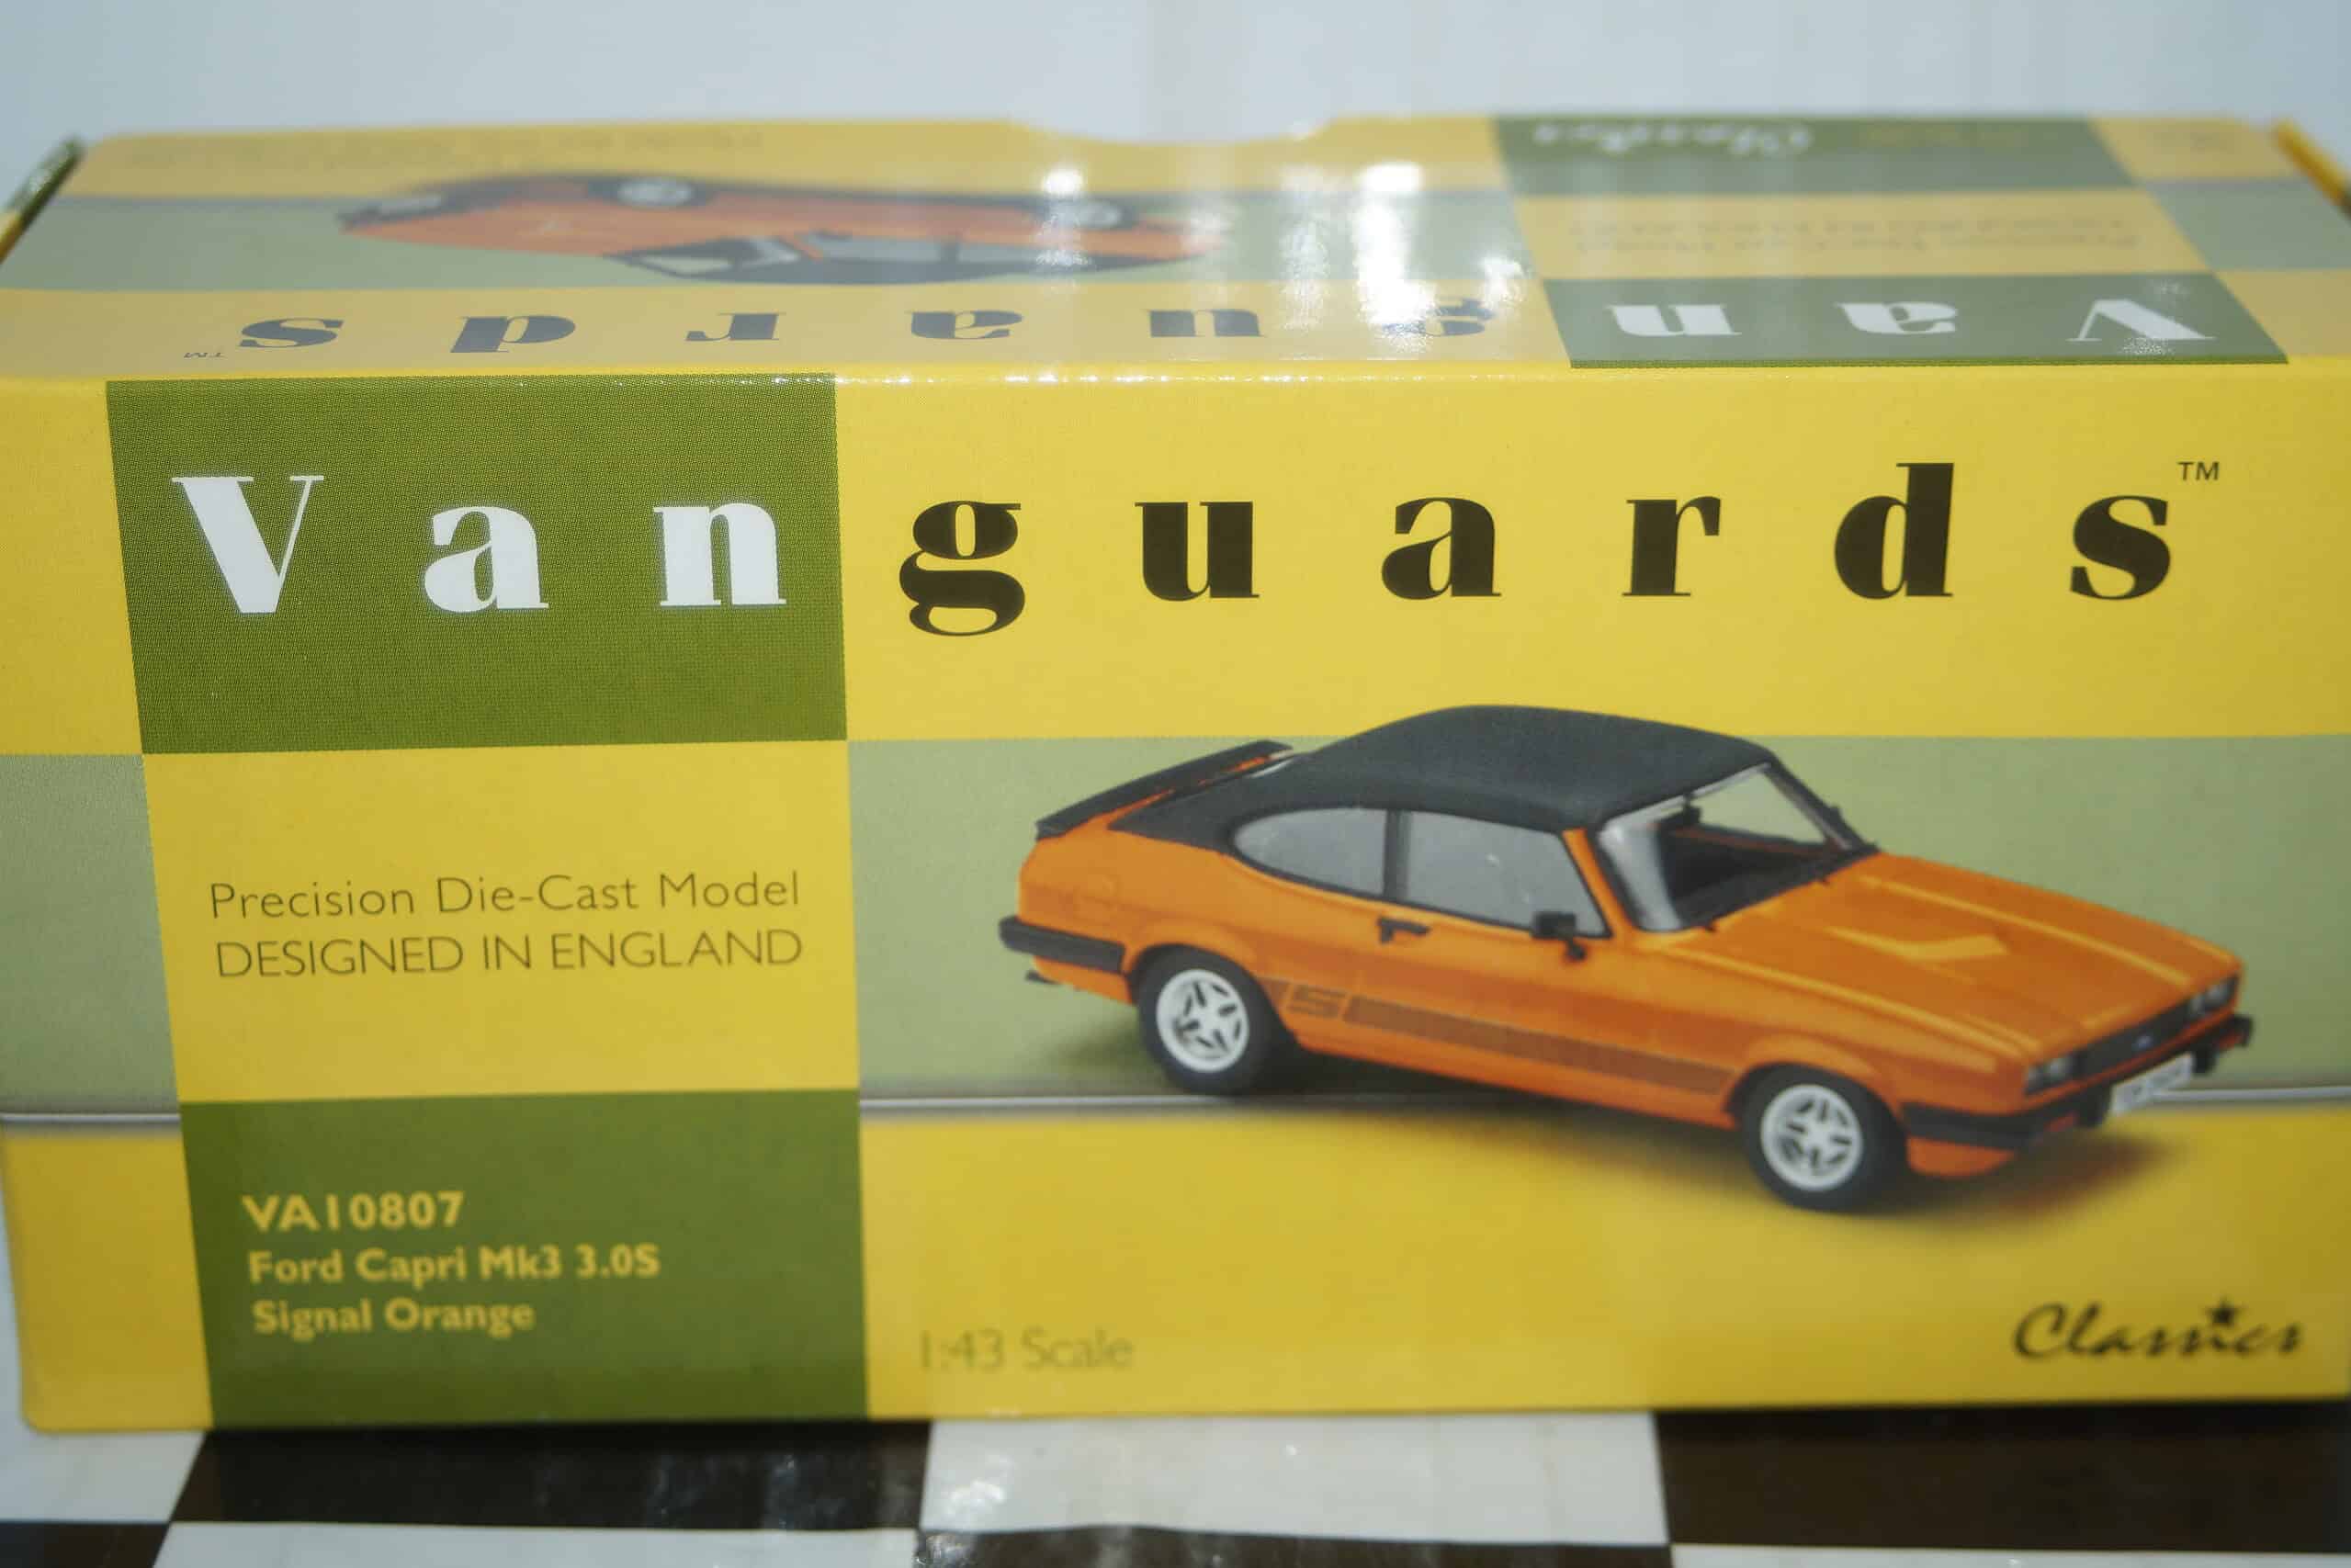 Vanguards™
Vanguards™
Precision Die-Cast Model
DESIGNED IN ENGLAND
VA10807
Ford Capri Mk3 3.0S
Signal Orange
1:43 Scale
Classics
S